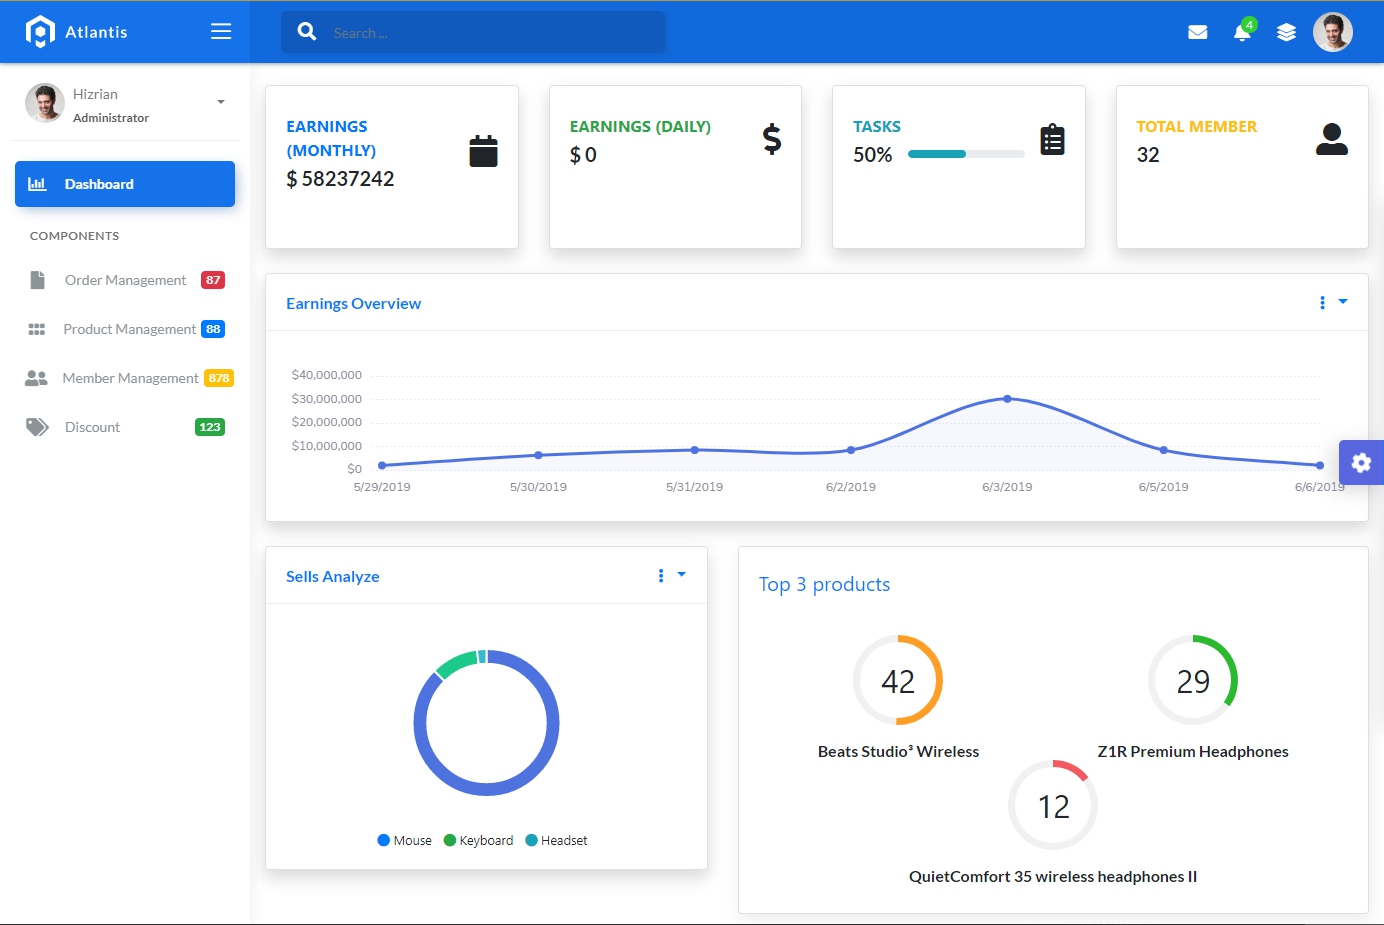 Atlantis
Search ...
4
Hizrian
Administrator
Dashboard
COMPONENTS
Order Management 87
Product Management 88
Member Management 878
Discount 123
EARNINGS
(MONTHLY)
$ 58237242
EARNINGS (DAILY)
$ 0
TASKS
50%
TOTAL MEMBER
32
Earnings Overview
$40,000,000
$30,000,000
$20,000,000
$10,000,000
$0
5/29/2019 5/30/2019 5/31/2019 6/2/2019 6/3/2019 6/5/2019 6/6/2019
Sells Analyze
Mouse Keyboard Headset
Top 3 products
42
Beats Studio³ Wireless
29
Z1R Premium Headphones
12
QuietComfort 35 wireless headphones II